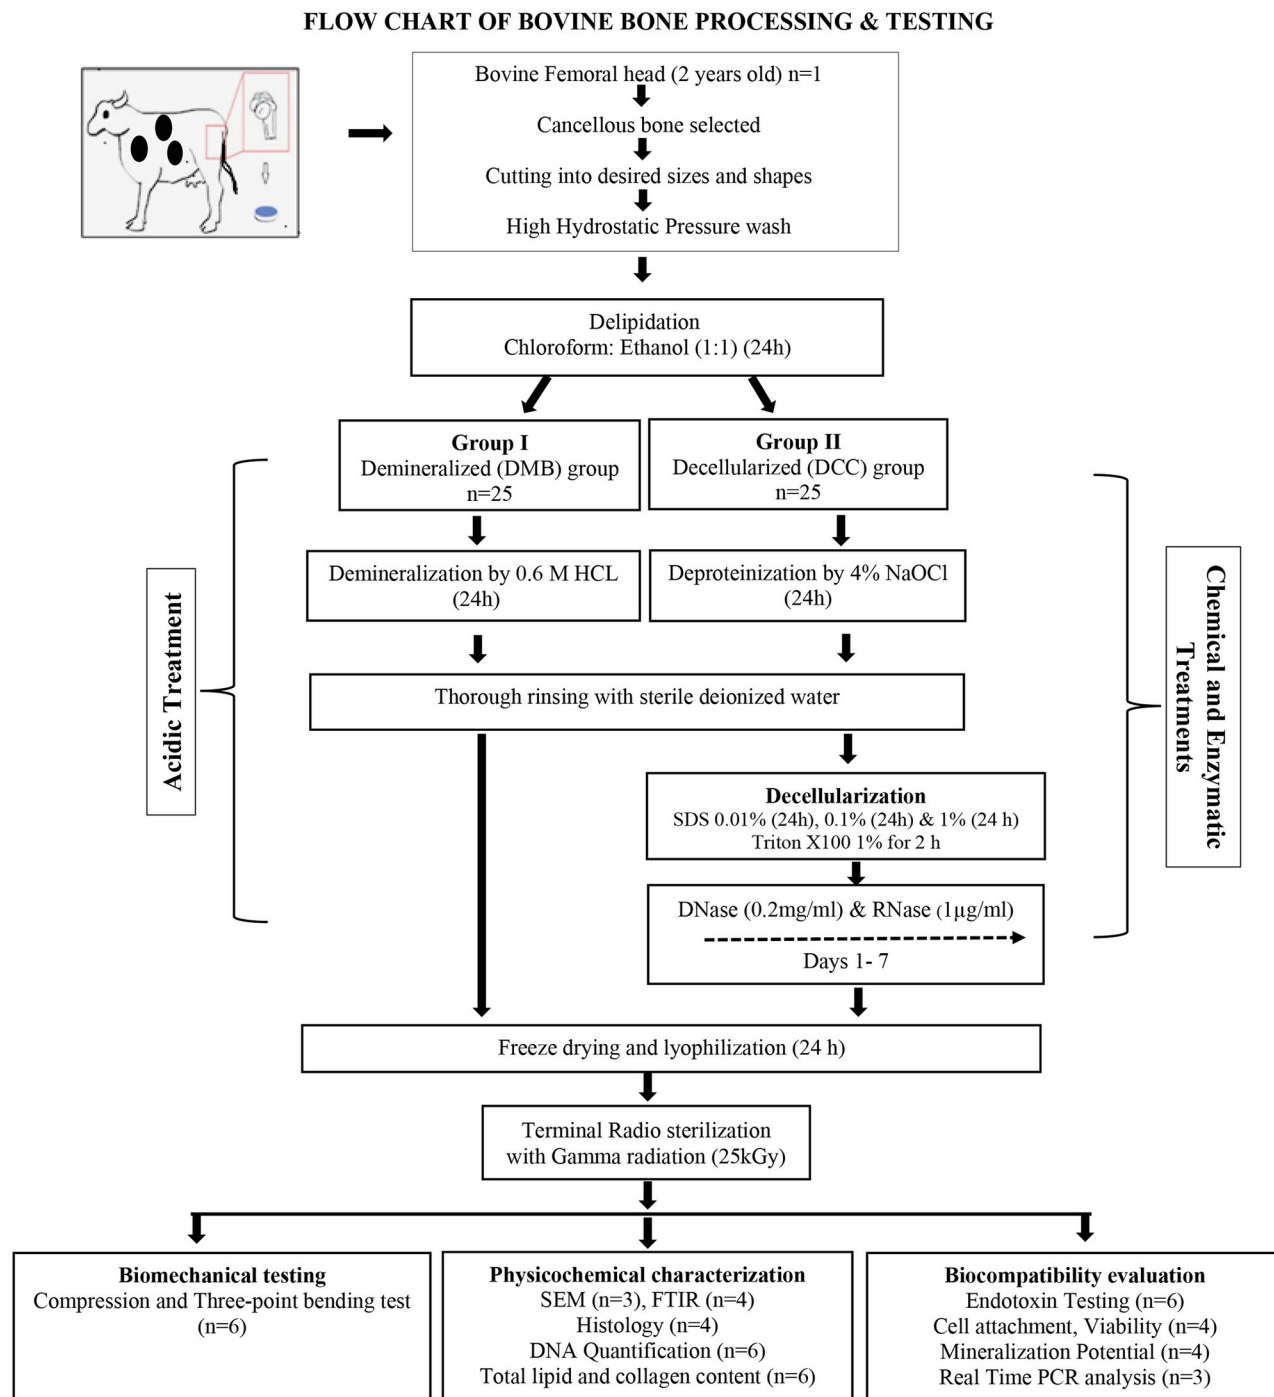 FLOW CHART OF BOVINE BONE PROCESSING & TESTING
Bovine Femoral head (2 years old) n=1
Cancellous bone selected
Cutting into desired sizes and shapes
High Hydrostatic Pressure wash
Delipidation
Chloroform: Ethanol (1:1) (24h)
Group I
Demineralized (DMB) group
n=25
Group II
Decellularized (DCC) group
n=25
Acidic Treatment
Demineralization by 0.6 M HCL
(24h)
Deproteinization by 4% NaOCl
(24h)
Chemical and Enzymatic
Treatments
Thorough rinsing with sterile deionized water
Decellularization
SDS 0.01% (24h), 0.1% (24h) & 1% (24 h)
Triton X100 1% for 2 h
DNase (0.2mg/ml) & RNase (1µg/ml)
Days 1- 7
Freeze drying and lyophilization (24 h)
Terminal Radio sterilization
with Gamma radiation (25kGy)
Biomechanical testing
Compression and Three-point bending test
(n=6)
Physicochemical characterization
SEM (n=3), FTIR (n=4)
Histology (n=4)
DNA Quantification (n=6)
Total lipid and collagen content (n=6)
Biocompatibility evaluation
Endotoxin Testing (n=6)
Cell attachment, Viability (n=4)
Mineralization Potential (n=4)
Real Time PCR analysis (n=3)